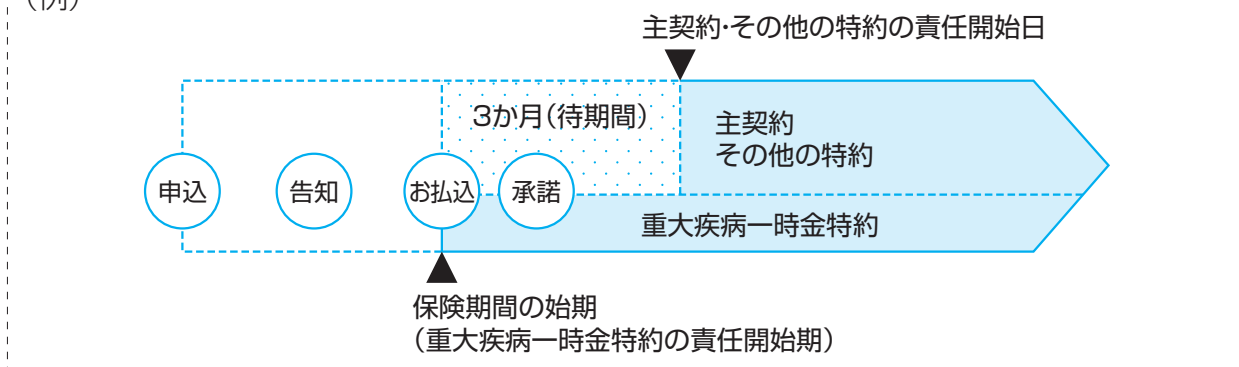 （例）
主契約・その他の特約の責任開始日
3か月（待期間）
主契約
その他の特約
申込
告知
お払込
承諾
重大疾病一時金特約
保険期間の始期
（重大疾病一時金特約の責任開始期）